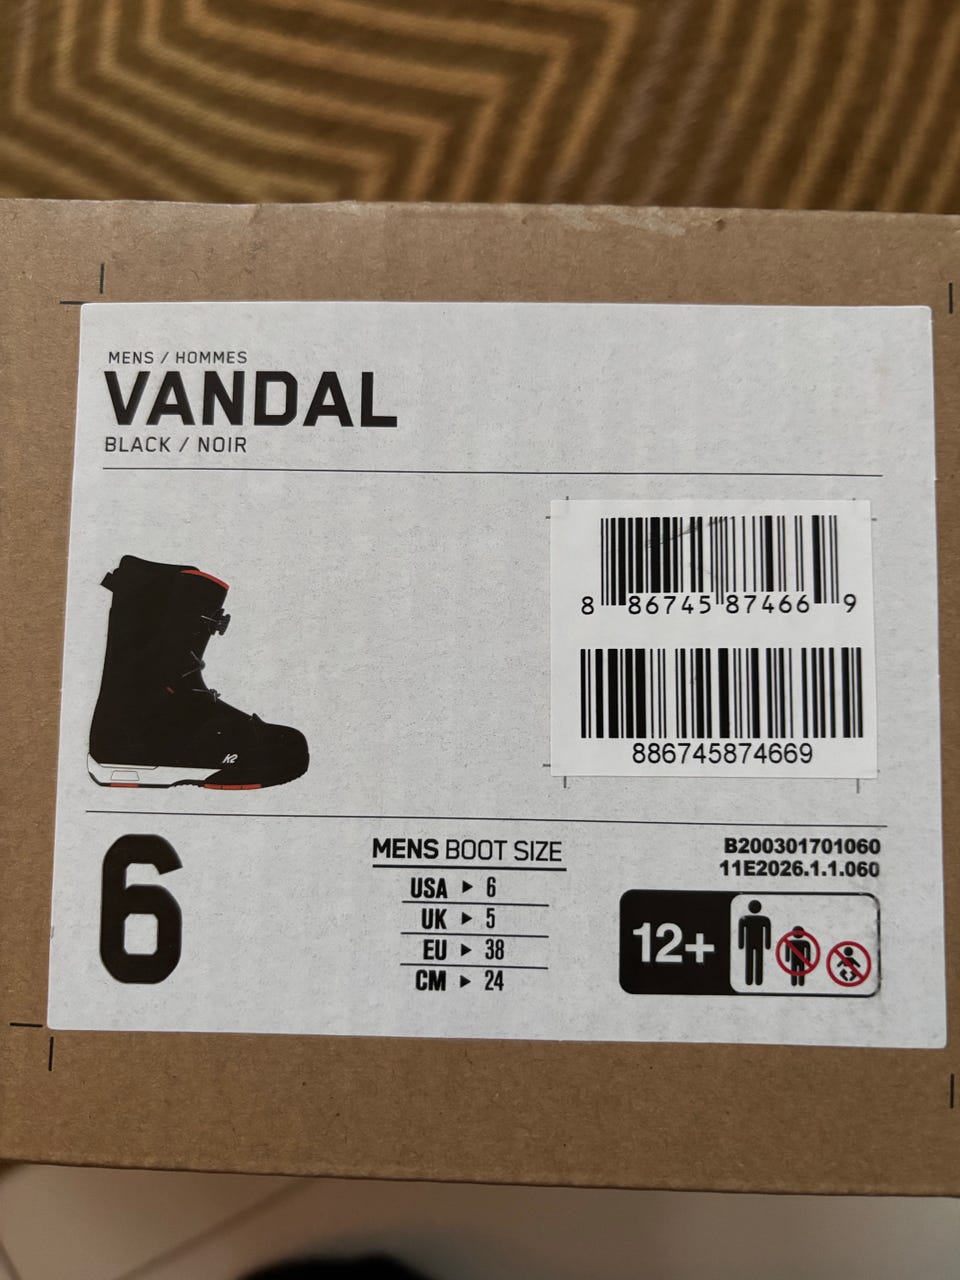 MENS / HOMMES
VANDAL
BLACK / NOIR
8 86745 87466 9
886745874669
K2
6
MENS BOOT SIZE
USA ▶ 6
UK ▶ 5
EU ▶ 38
CM ▶ 24
B200301701060
11E2026.1.1.060
12+